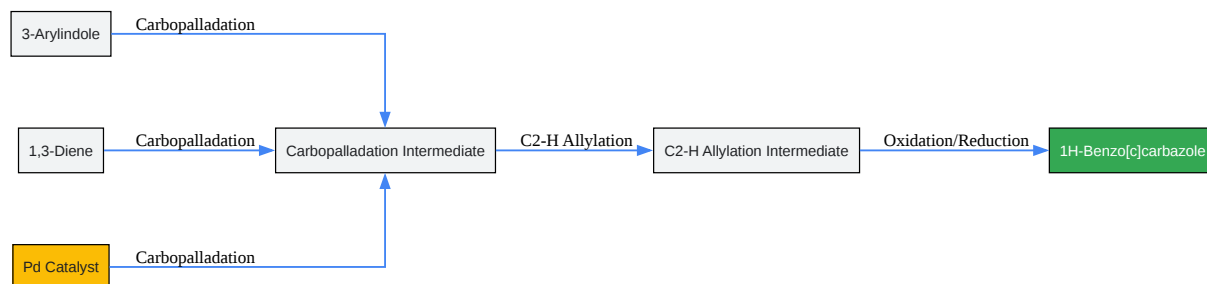 3-Arylindole
Carbopalladation
1,3-Diene
Carbopalladation
Carbopalladation Intermediate
C2-H Allylation
C2-H Allylation Intermediate
Oxidation/Reduction
1H-Benzo[c]carbazole
Pd Catalyst
Carbopalladation